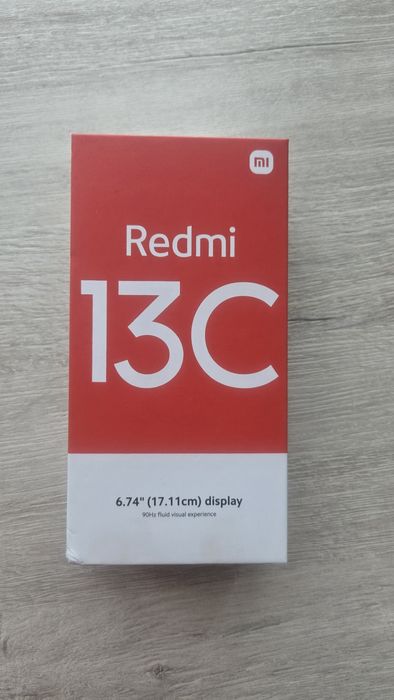 mi
Redmi
13C
6.74" (17.11cm) display
90Hz fluid visual experience